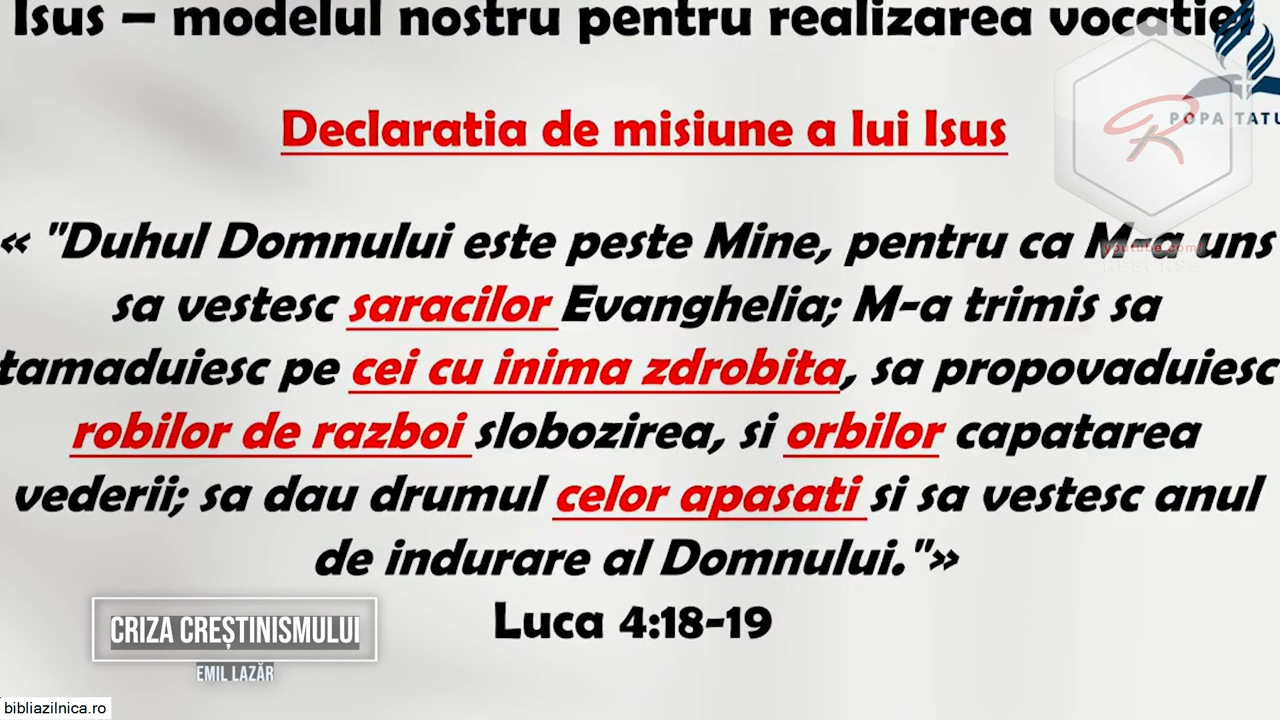 Isus – modelul nostru pentru realizarea vocatiei
POPA TATU
Declaratia de misiune a lui Isus
« "Duhul Domnului este peste Mine, pentru ca M-a uns
youtube.com/
RESURSE
sa vestesc saracilor Evanghelia; M-a trimis sa
tamaduiesc pe cei cu inima zdrobita, sa propovaduiesc
robilor de razboi slobozirea, si orbilor capatarea
vederii; sa dau drumul celor apasati si sa vestesc anul
de indurare al Domnului."»
Luca 4:18-19
CRIZA CREȘTINISMULUI
EMIL LAZĂR
bibliazilnica.ro